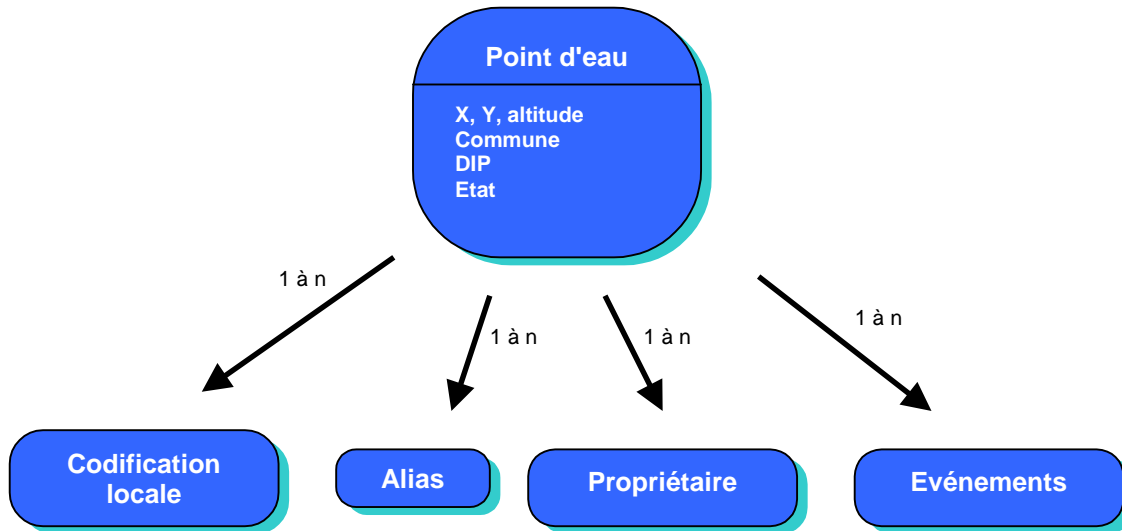 Point d'eau
X, Y, altitude
Commune
DIP
Etat
1 à n
1 à n
1 à n
1 à n
Codification
locale
Alias
Propriétaire
Evénements